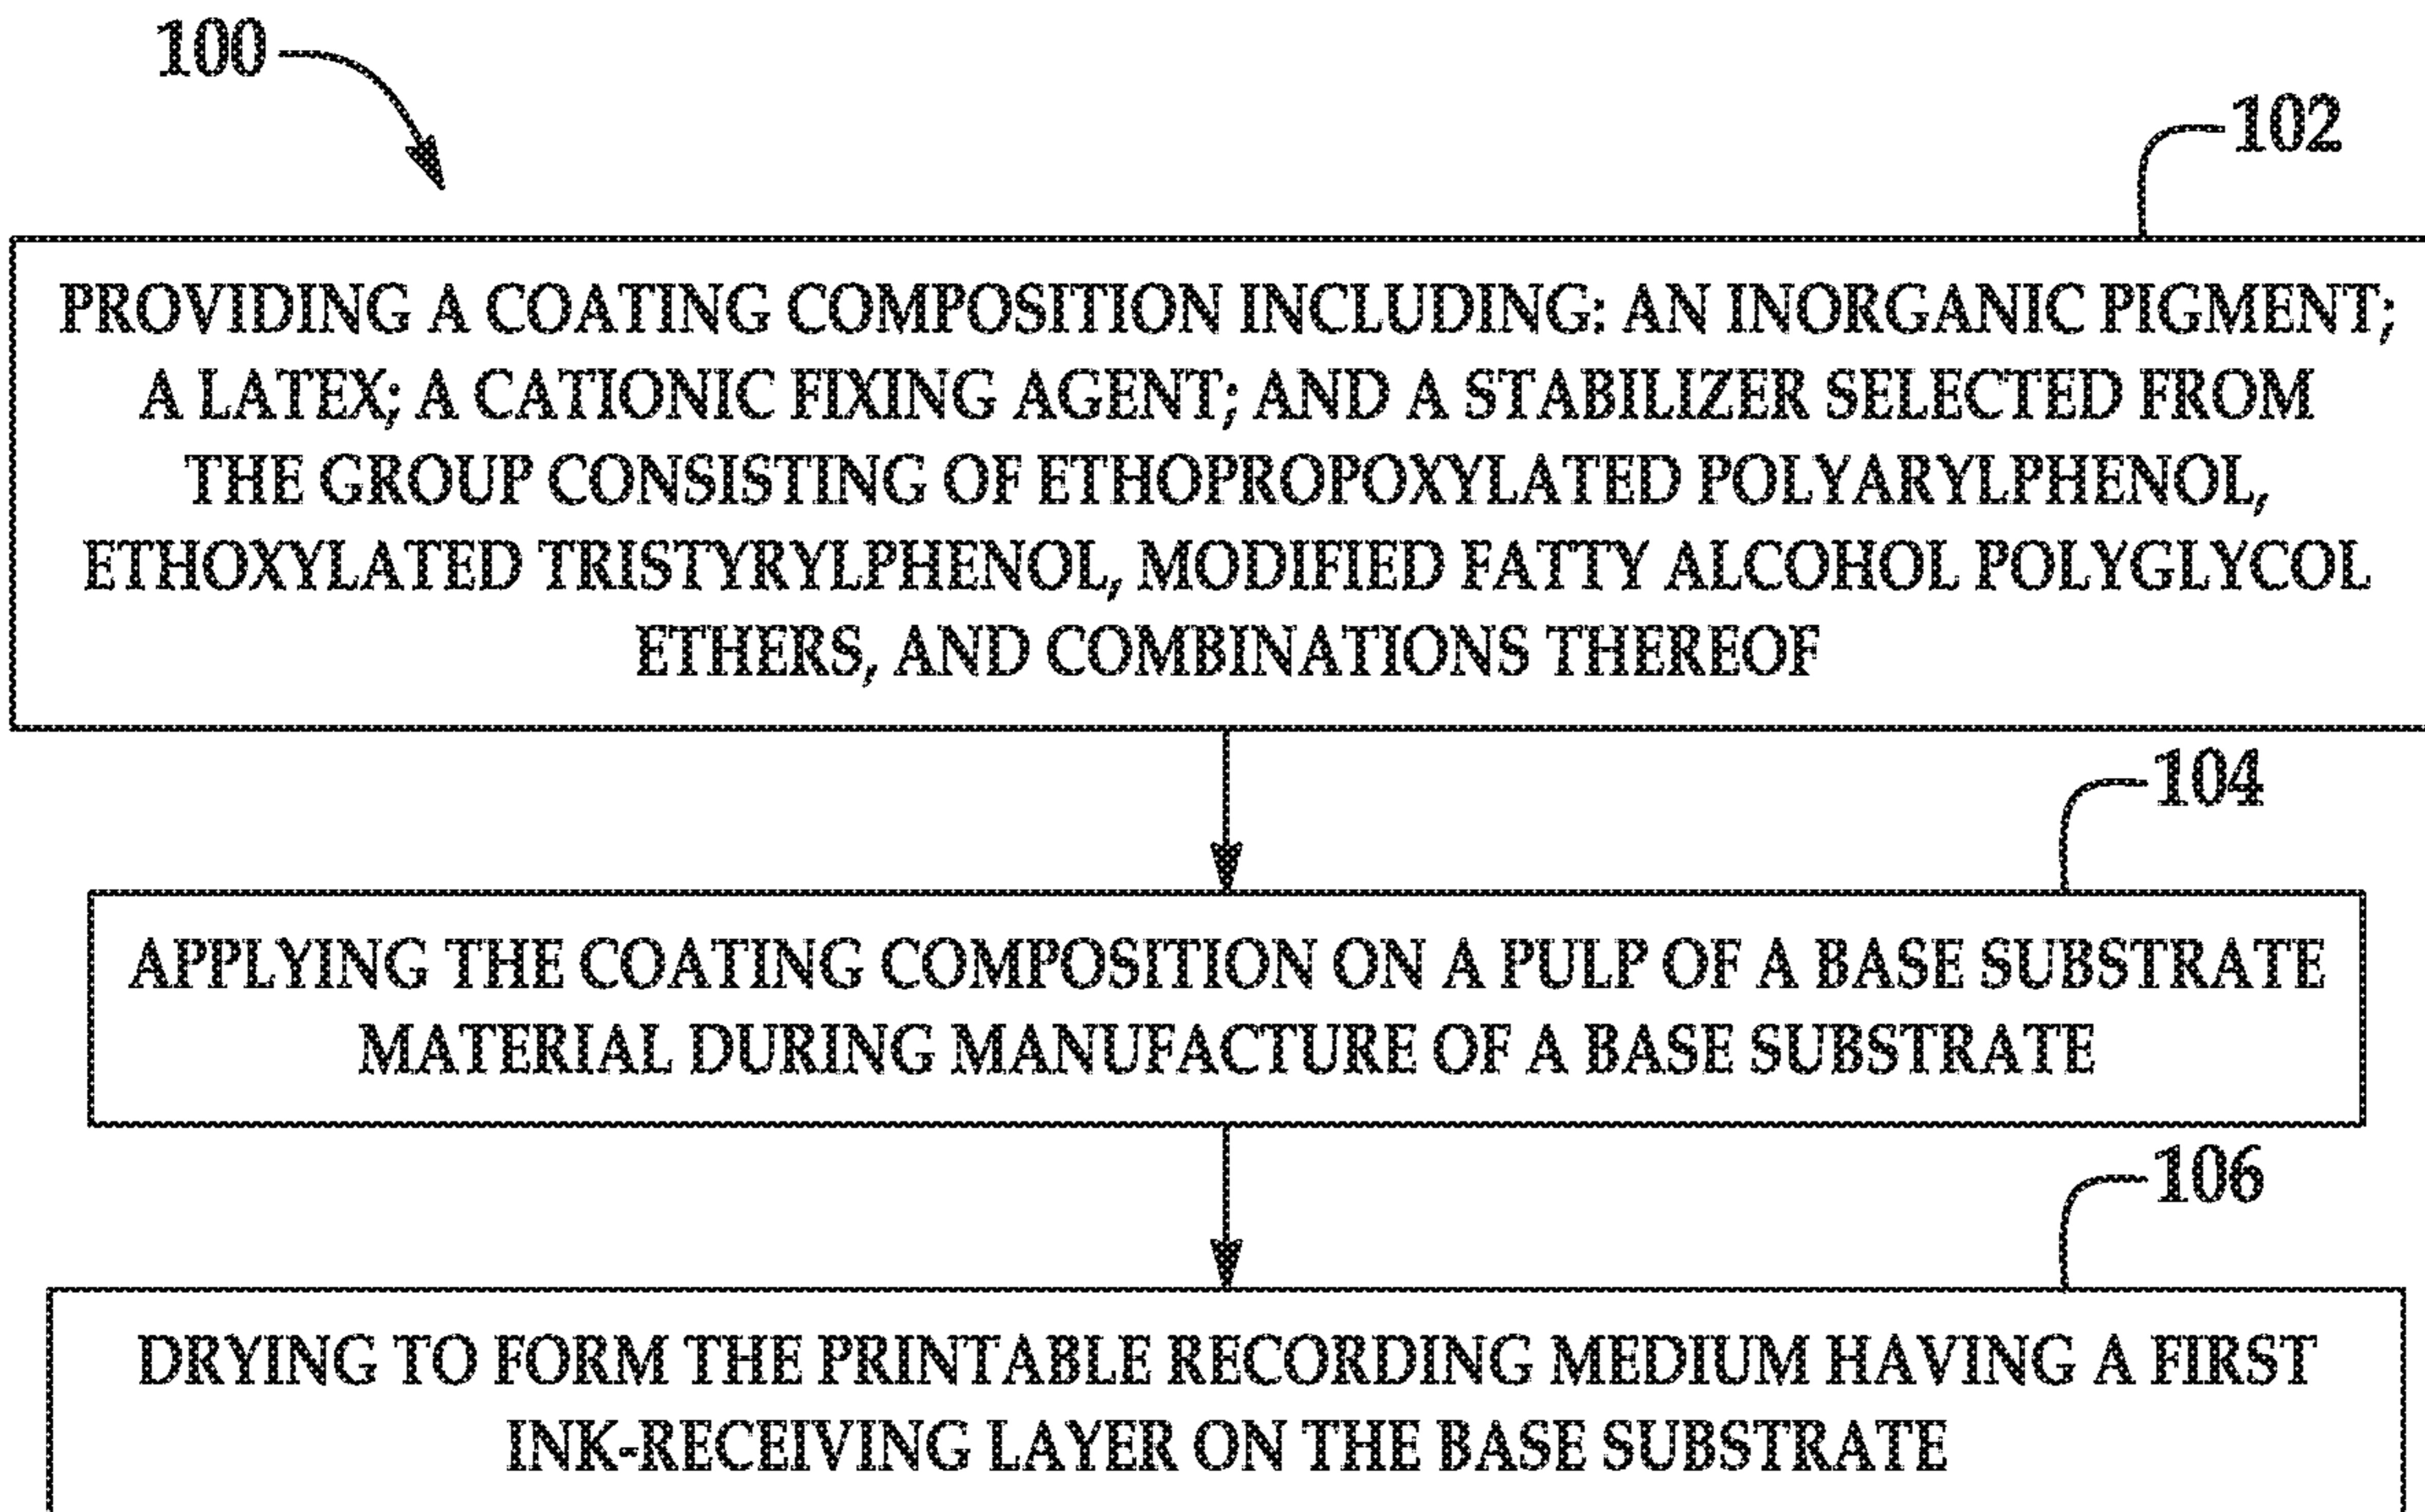 100
102
PROVIDING A COATING COMPOSITION INCLUDING: AN INORGANIC PIGMENT;
A LATEX; A CATIONIC FIXING AGENT; AND A STABILIZER SELECTED FROM
THE GROUP CONSISTING OF ETHOPROPOXYLATED POLYARYLPHENOL,
ETHOXYLATED TRISTYRYLPHENOL, MODIFIED FATTY ALCOHOL POLYGLYCOL
ETHERS, AND COMBINATIONS THEREOF
104
APPLYING THE COATING COMPOSITION ON A PULP OF A BASE SUBSTRATE
MATERIAL DURING MANUFACTURE OF A BASE SUBSTRATE
106
DRYING TO FORM THE PRINTABLE RECORDING MEDIUM HAVING A FIRST
INK-RECEIVING LAYER ON THE BASE SUBSTRATE